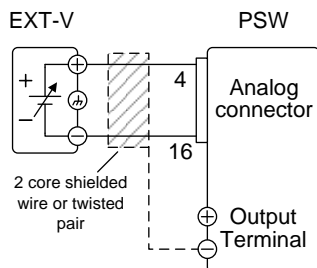 EXT-V
PSW
4
Analog
connector
16
2 core shielded
wire or twisted
pair
Output
Terminal